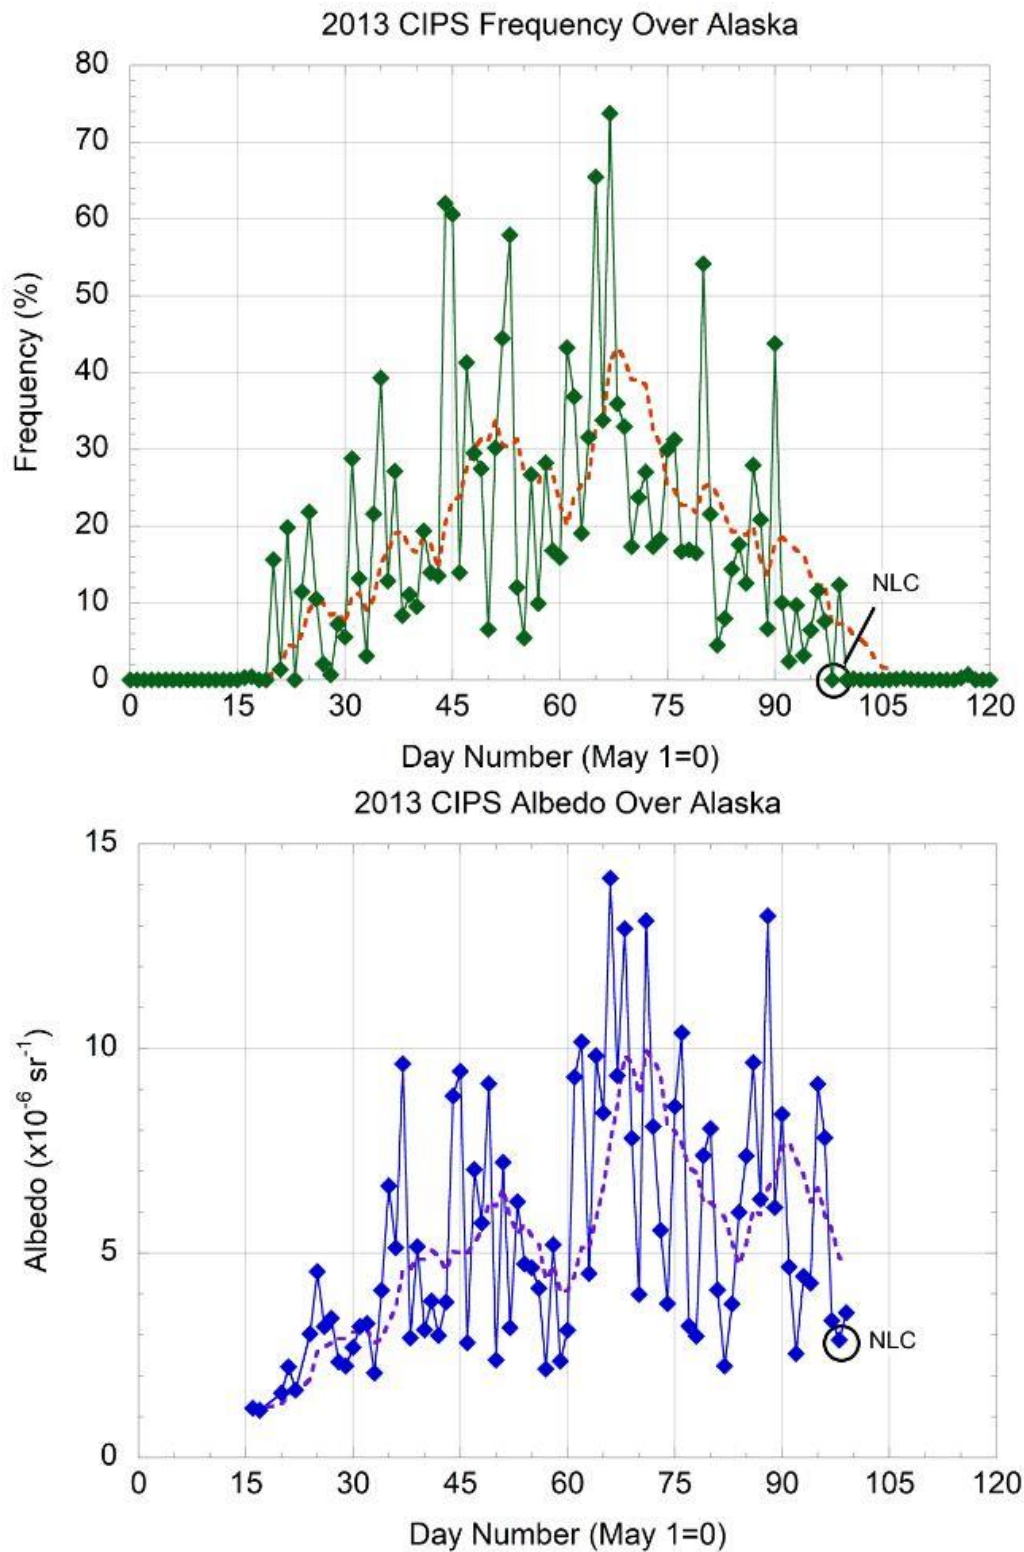 2013 CIPS Frequency Over Alaska
80
70
60
50
40
30
20
10
0
Frequency (%)
NLC
0 15 30 45 60 75 90 105 120
Day Number (May 1=0)
2013 CIPS Albedo Over Alaska
15
10
5
0
Albedo (x10⁻⁶ sr⁻¹)
NLC
0 15 30 45 60 75 90 105 120
Day Number (May 1=0)